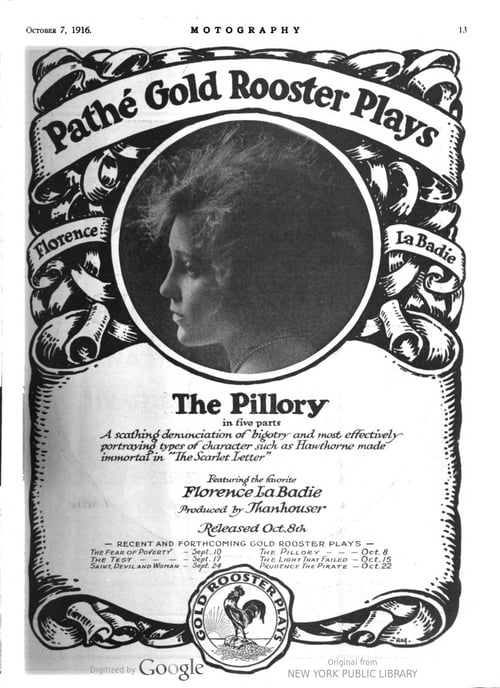 OCTOBER 7, 1916.
MOTOGRAPHY
13
Pathé Gold Rooster Plays
Florence
La Badie
The Pillory
in five parts
A scathing denunciation of bigotry and most effectively
portraying types of character such as Hawthorne made
immortal in "The Scarlet Letter"
Featuring the favorite
Florence La Badie
Produced by Thanhouser
Released Oct. 8th
— RECENT AND FORTHCOMING GOLD ROOSTER PLAYS —
THE FEAR OF POVERTY - Sept. 10
THE PILLORY - - - Oct. 8
THE TEST - - - Sept. 17
THE LIGHT THAT FAILED - Oct. 15
SAINT, DEVIL AND WOMAN - Sept. 24
PRUDENCE THE PIRATE - Oct. 22
GOLD ROOSTER PLAYS
Digitized by Google
Original from
NEW YORK PUBLIC LIBRARY